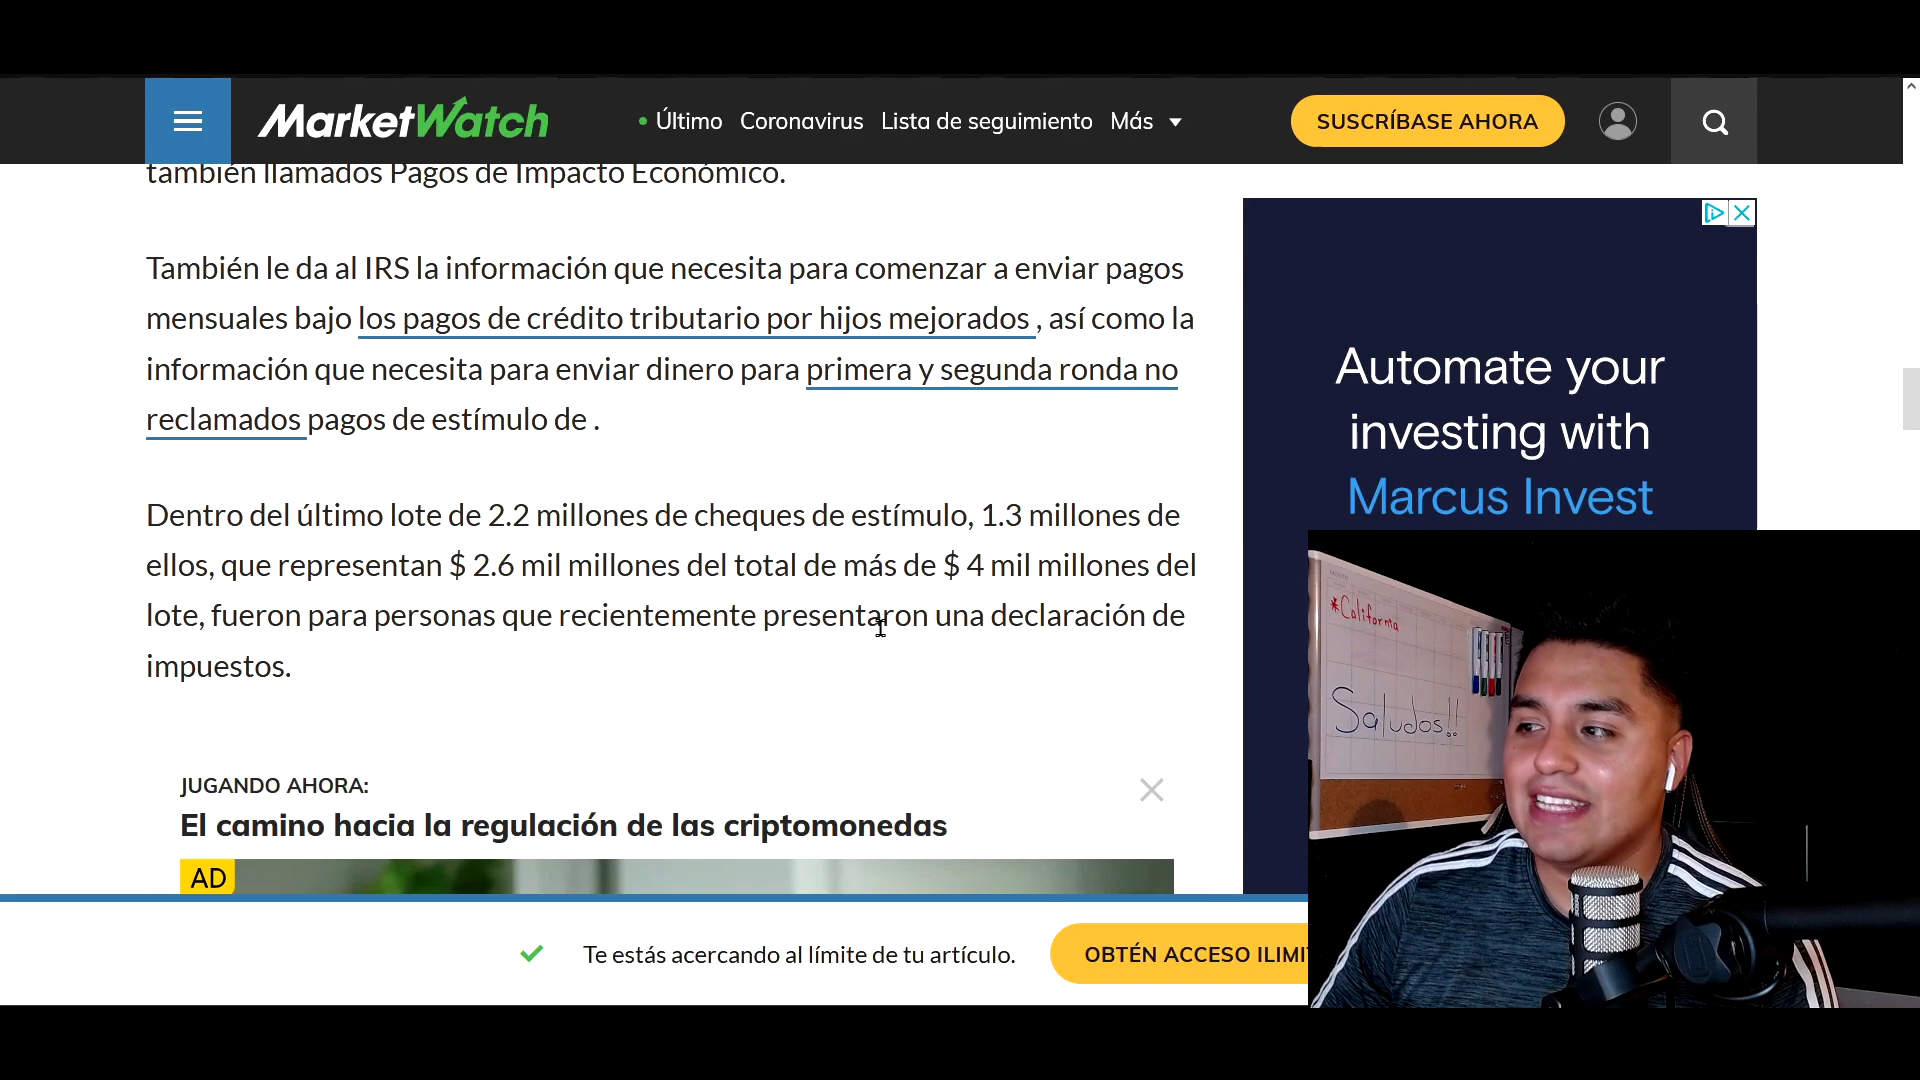 MarketWatch
Último Coronavirus Lista de seguimiento Más
SUSCRÍBASE AHORA
también llamados Pagos de Impacto Económico.
También le da al IRS la información que necesita para comenzar a enviar pagos
mensuales bajo los pagos de crédito tributario por hijos mejorados , así como la
información que necesita para enviar dinero para primera y segunda ronda no
reclamados pagos de estímulo de .
Dentro del último lote de 2.2 millones de cheques de estímulo, 1.3 millones de
ellos, que representan $ 2.6 mil millones del total de más de $ 4 mil millones del
lote, fueron para personas que recientemente presentaron una declaración de
impuestos.
JUGANDO AHORA:
El camino hacia la regulación de las criptomonedas
AD
Te estás acercando al límite de tu artículo.
OBTÉN ACCESO ILIMI
Automate your
investing with
Marcus Invest
*California
Saludos!!